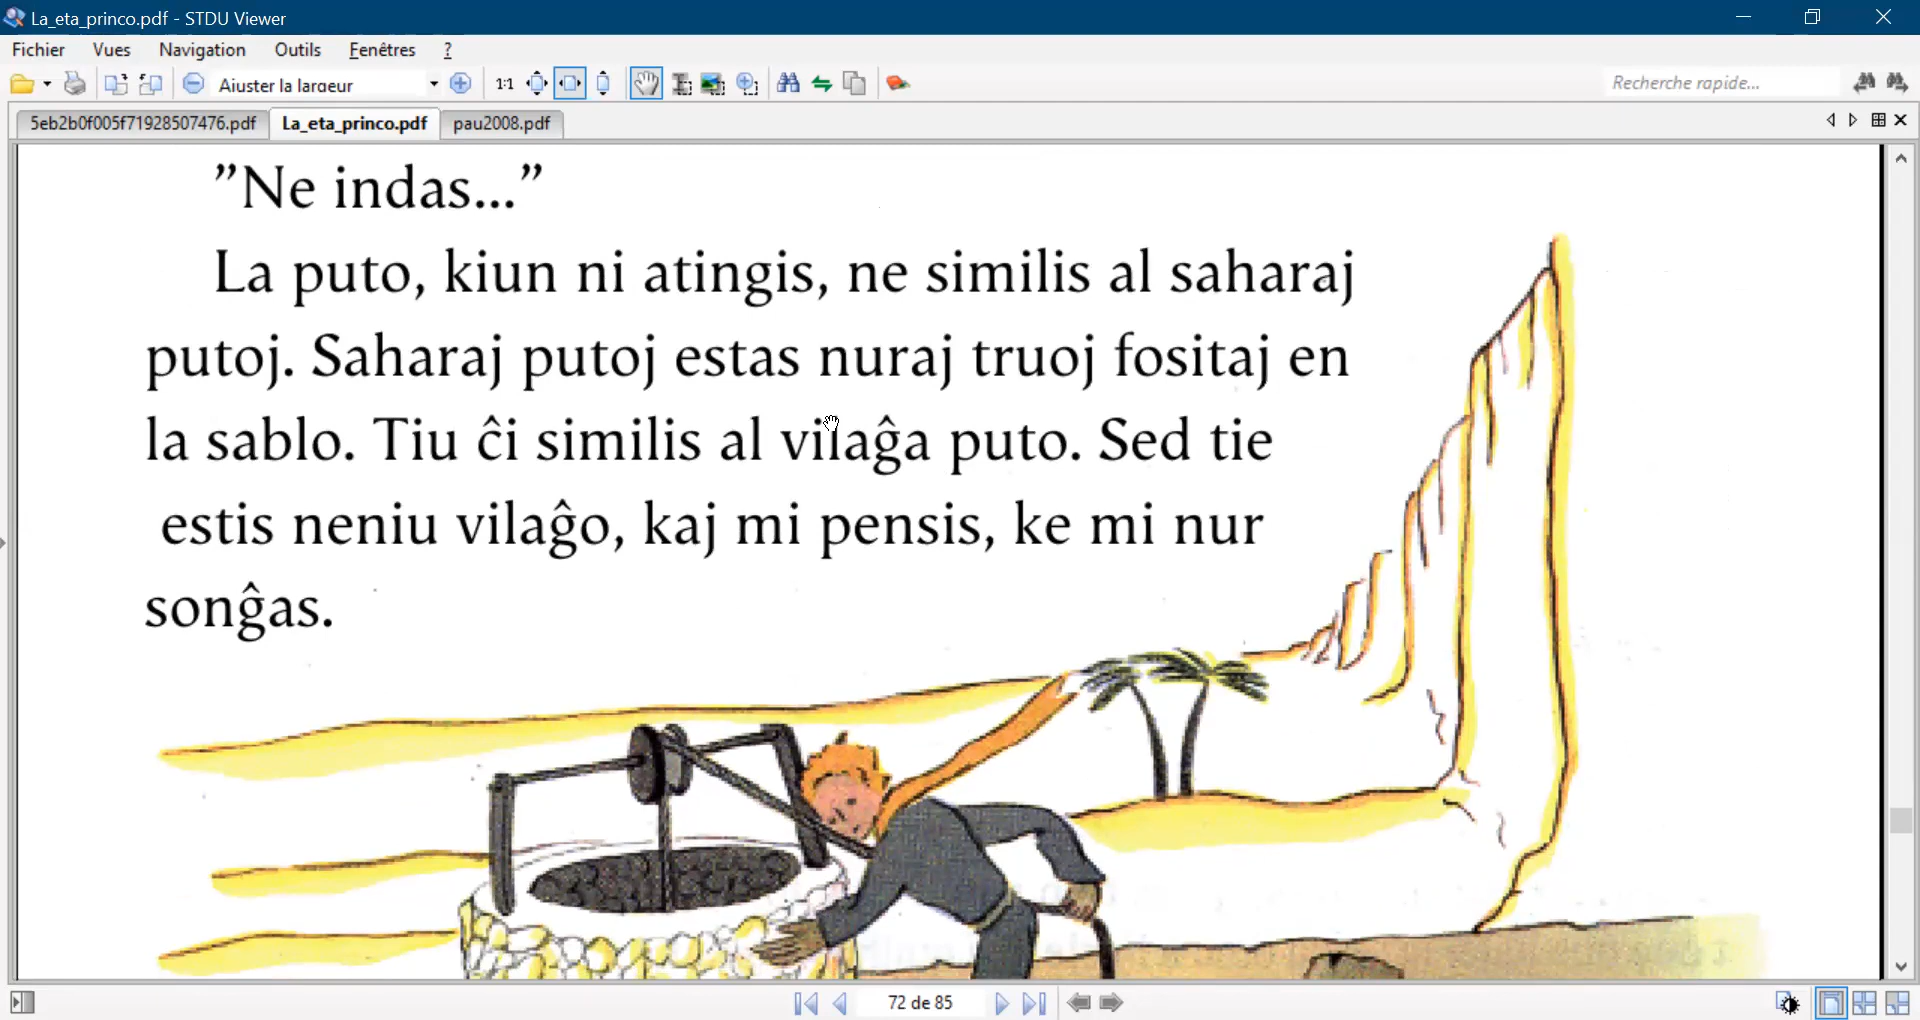 La_eta_princo.pdf - STDU Viewer
Fichier Vues Navigation Outils Fenêtres ?
Ajuster la largeur 1:1 Recherche rapide...
5eb2b0f005f71928507476.pdf La_eta_princo.pdf pau2008.pdf
”Ne indas...”
La puto, kiun ni atingis, ne similis al saharaj
putoj. Saharaj putoj estas nuraj truoj fositaj en
la sablo. Tiu ĉi similis al vilaĝa puto. Sed tie
estis neniu vilaĝo, kaj mi pensis, ke mi nur
sonĝas.
72 de 85